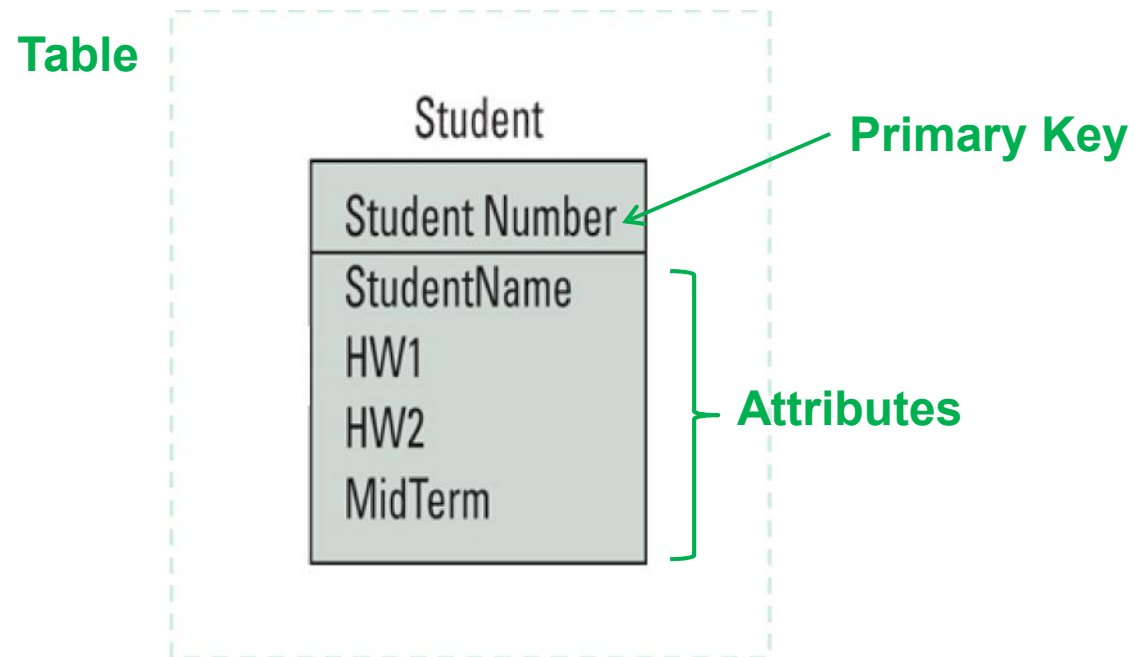 Table
Student
Primary Key
Student Number
StudentName
HW1
HW2
Attributes
MidTerm